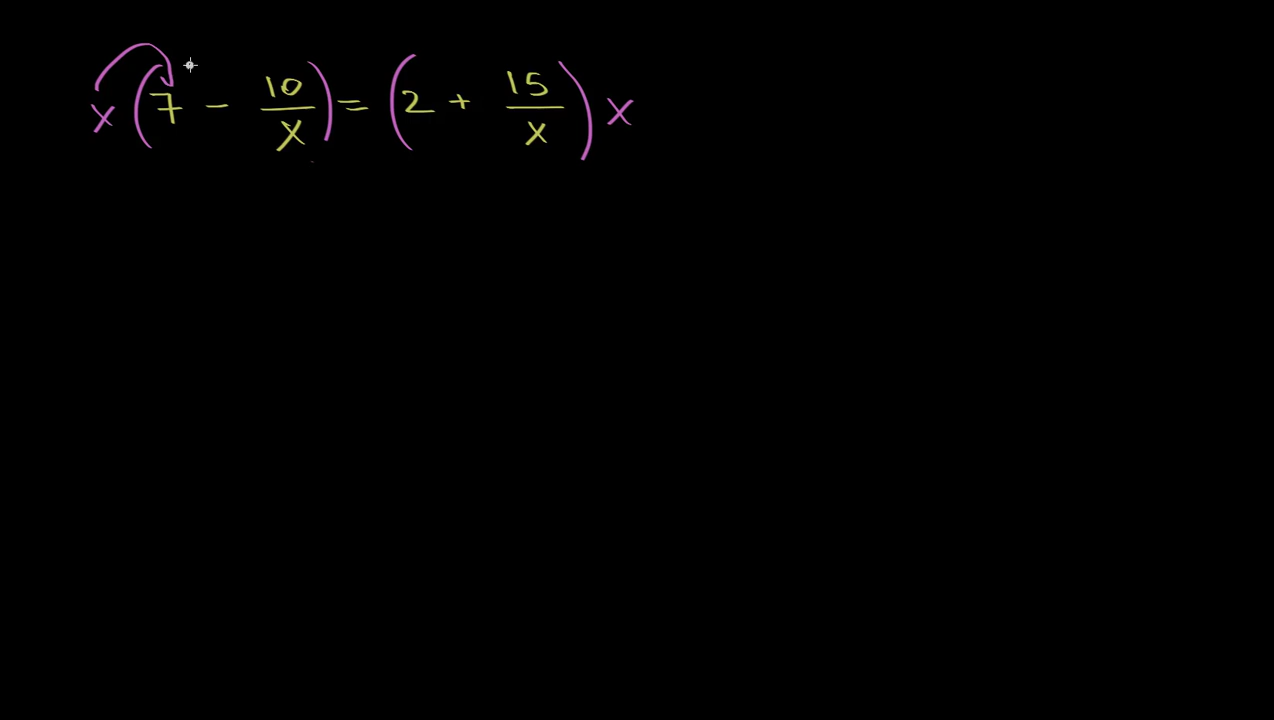 x(7 - 10/x) = (2 + 15/x)x